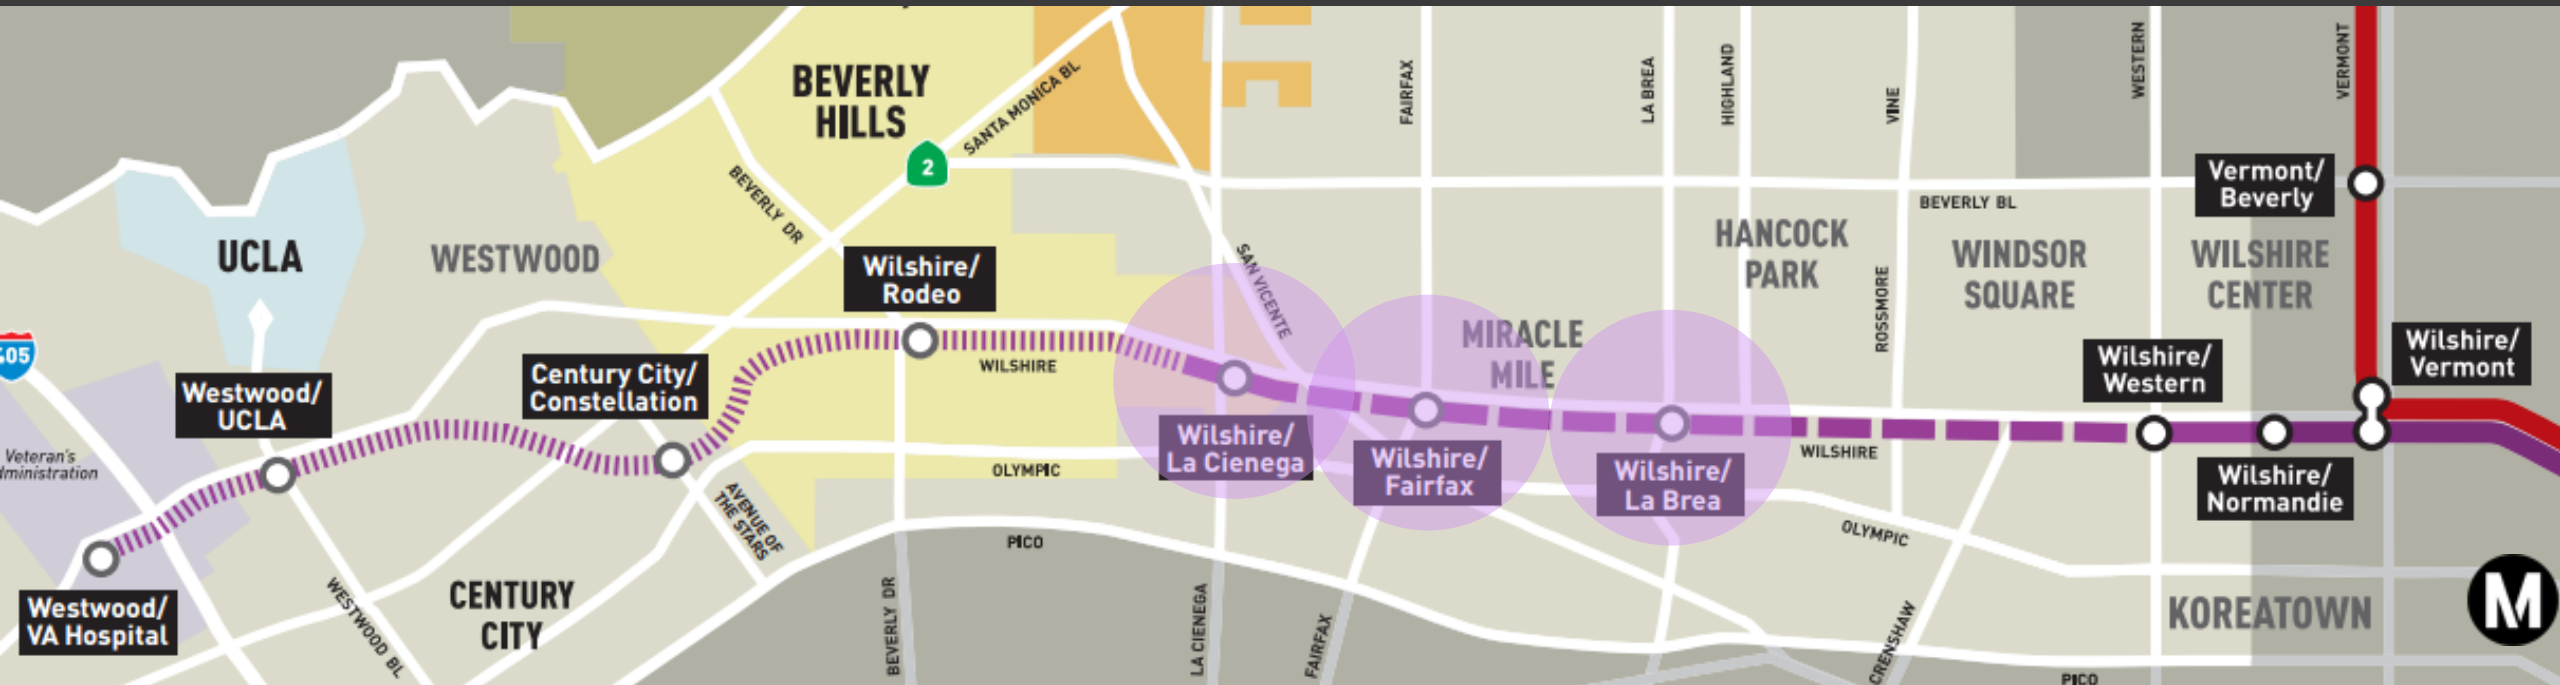 BEVERLY
HILLS
SANTA MONICA BL
2
BEVERLY DR
FAIRFAX
LA BREA
HIGHLAND
VINE
WESTERN
VERMONT
Vermont/
Beverly
BEVERLY BL
UCLA
WESTWOOD
Wilshire/
Rodeo
SAN VICENTE
HANCOCK
PARK
WINDSOR
SQUARE
WILSHIRE
CENTER
ROSSMORE
MIRACLE
MILE
405
Westwood/
UCLA
Century City/
Constellation
WILSHIRE
Wilshire/
Western
Wilshire/
Vermont
Veteran's
dministration
OLYMPIC
Wilshire/
La Cienega
Wilshire/
Fairfax
Wilshire/
La Brea
WILSHIRE
Wilshire/
Normandie
AVENUE OF
THE STARS
PICO
OLYMPIC
Westwood/
VA Hospital
WESTWOOD BL
CENTURY
CITY
BEVERLY DR
LA CIENEGA
FAIRFAX
CRENSHAW
KOREATOWN
M
PICO